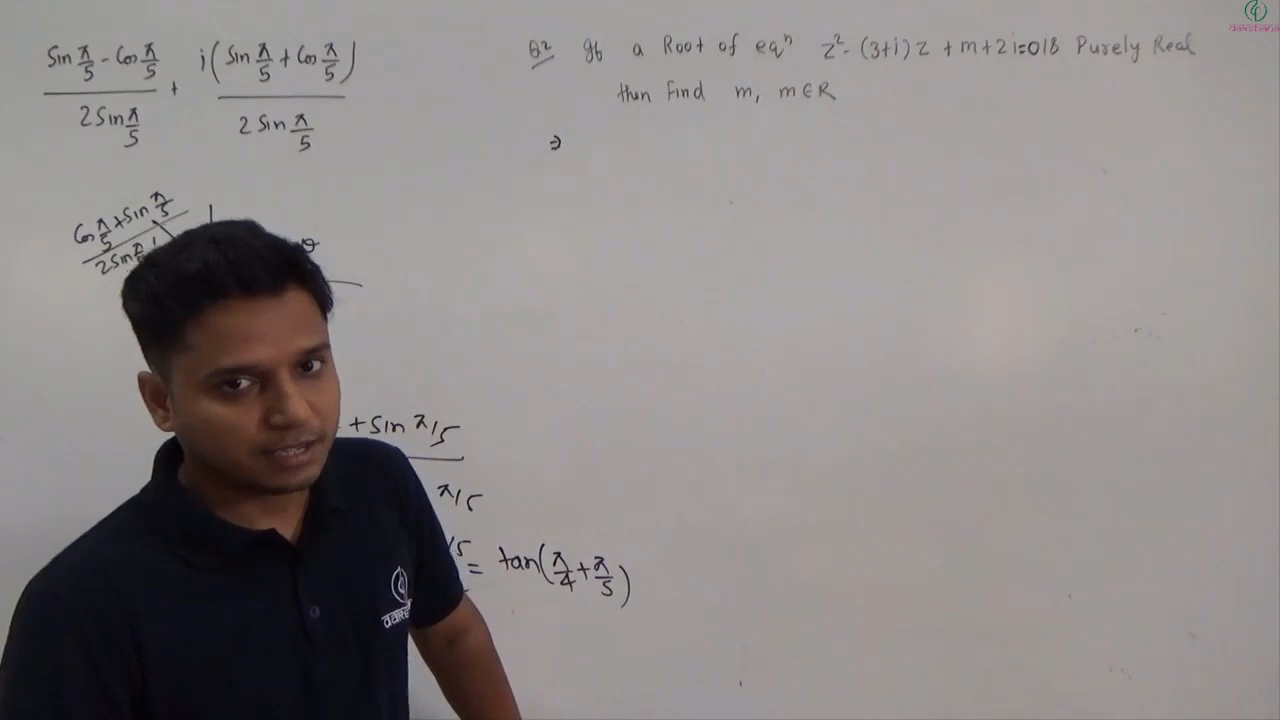 Sin π/5 - Cos π/5 / 2 Sin π/5 + i(Sin π/5 + Cos π/5) / 2 Sin π/5
Cos π/5 + Sin π/5
2 Sin π/5
+ Sin π/5
π/5
= tan(π/4 + π/5)
Q2 If a Root of eqn z² - (3+i)z + m + 2i=0 is Purely Real
then Find m, m ∈ R
⇒
dakshana